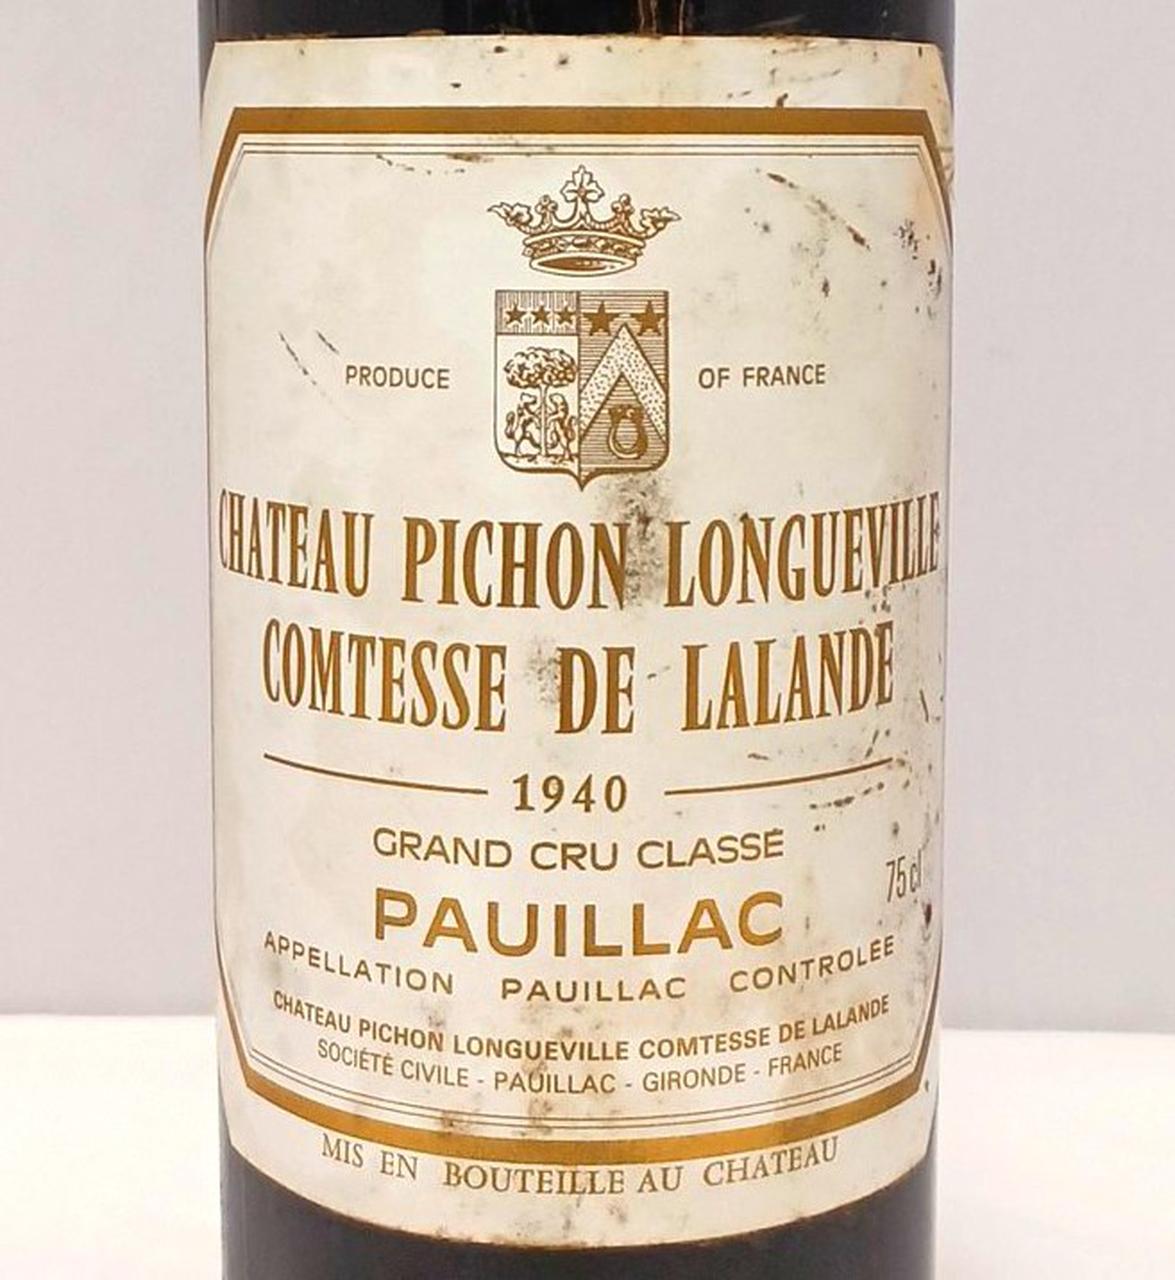 PRODUCE OF FRANCE
CHATEAU PICHON LONGUEVILLE
COMTESSE DE LALANDE
1940
GRAND CRU CLASSÉ
75 cl
PAUILLAC
APPELLATION PAUILLAC CONTROLÉE
CHATEAU PICHON LONGUEVILLE COMTESSE DE LALANDE
SOCIÉTÉ CIVILE - PAUILLAC - GIRONDE - FRANCE
MIS EN BOUTEILLE AU CHATEAU